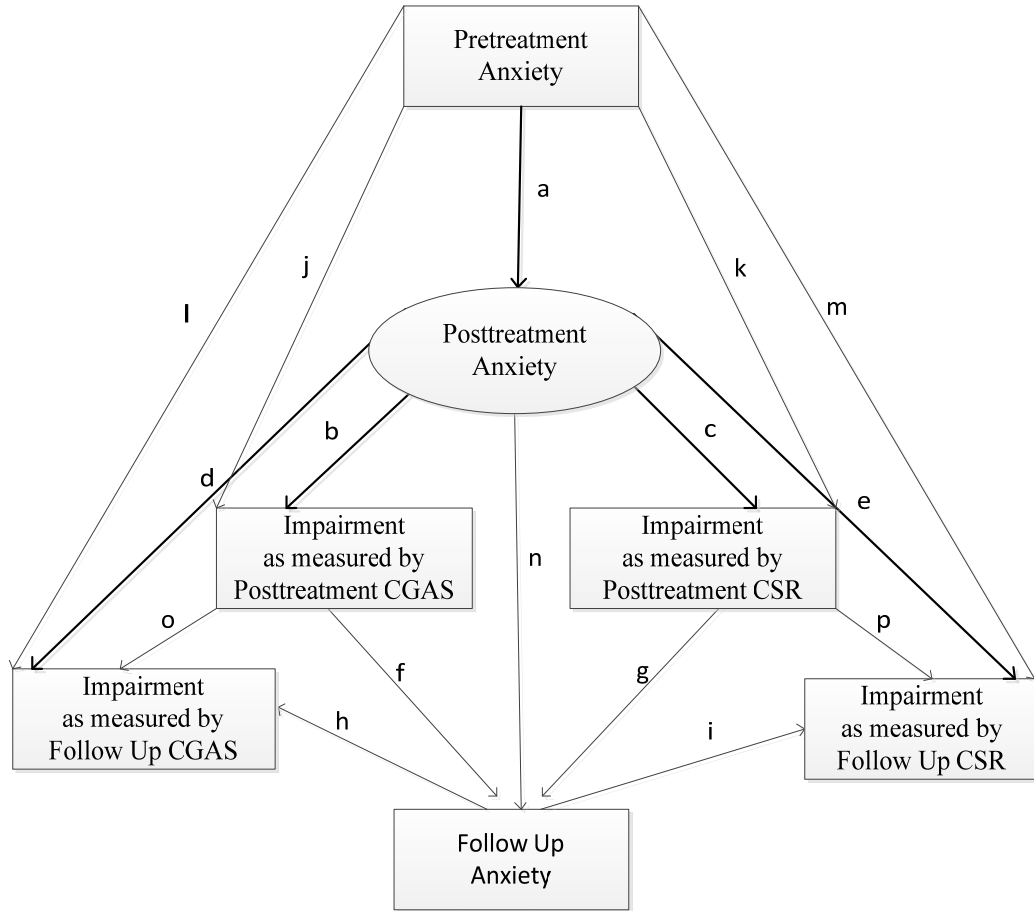 Pretreatment
Anxiety
a
j
k
l
m
Posttreatment
Anxiety
b
c
d
e
Impairment
as measured by
Posttreatment CGAS
n
Impairment
as measured by
Posttreatment CSR
o
f
g
p
Impairment
as measured by
Follow Up CGAS
h
i
Impairment
as measured by
Follow Up CSR
Follow Up
Anxiety